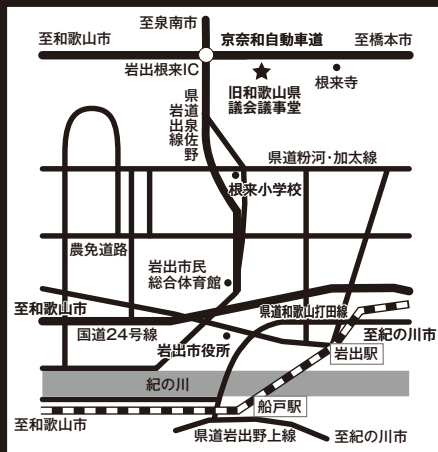 至泉南市
至和歌山市
京奈和自動車道
至橋本市
岩出根来IC
旧和歌山県
議会議事堂
根来寺
県道泉佐野
岩出線
県道粉河・加太線
根来小学校
農免道路
岩出市民
総合体育館
至和歌山市
県道和歌山打田線
国道24号線
岩出市役所
至紀の川市
岩出駅
紀の川
船戸駅
至和歌山市
県道岩出野上線
至紀の川市